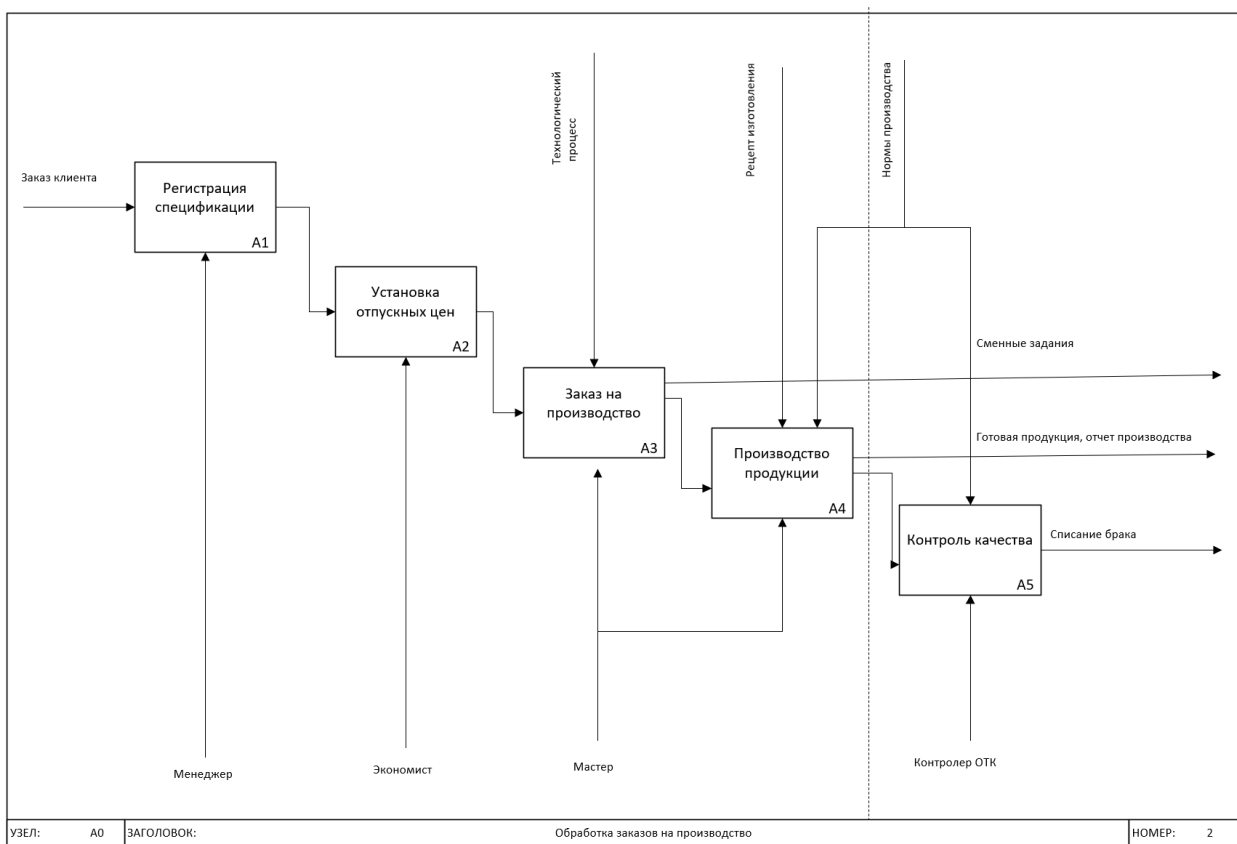 Технологический
процесс
Рецепт изготовления
Нормы производства
Заказ клиента
Регистрация
спецификации
A1
Установка
отпускных цен
A2
Сменные задания
Заказ на
производство
A3
Готовая продукция, отчет производства
Производство
продукции
A4
Контроль качества
A5
Списание брака
Менеджер
Экономист
Мастер
Контролер ОТК
УЗЕЛ: A0 ЗАГОЛОВОК: Обработка заказов на производство НОМЕР: 2